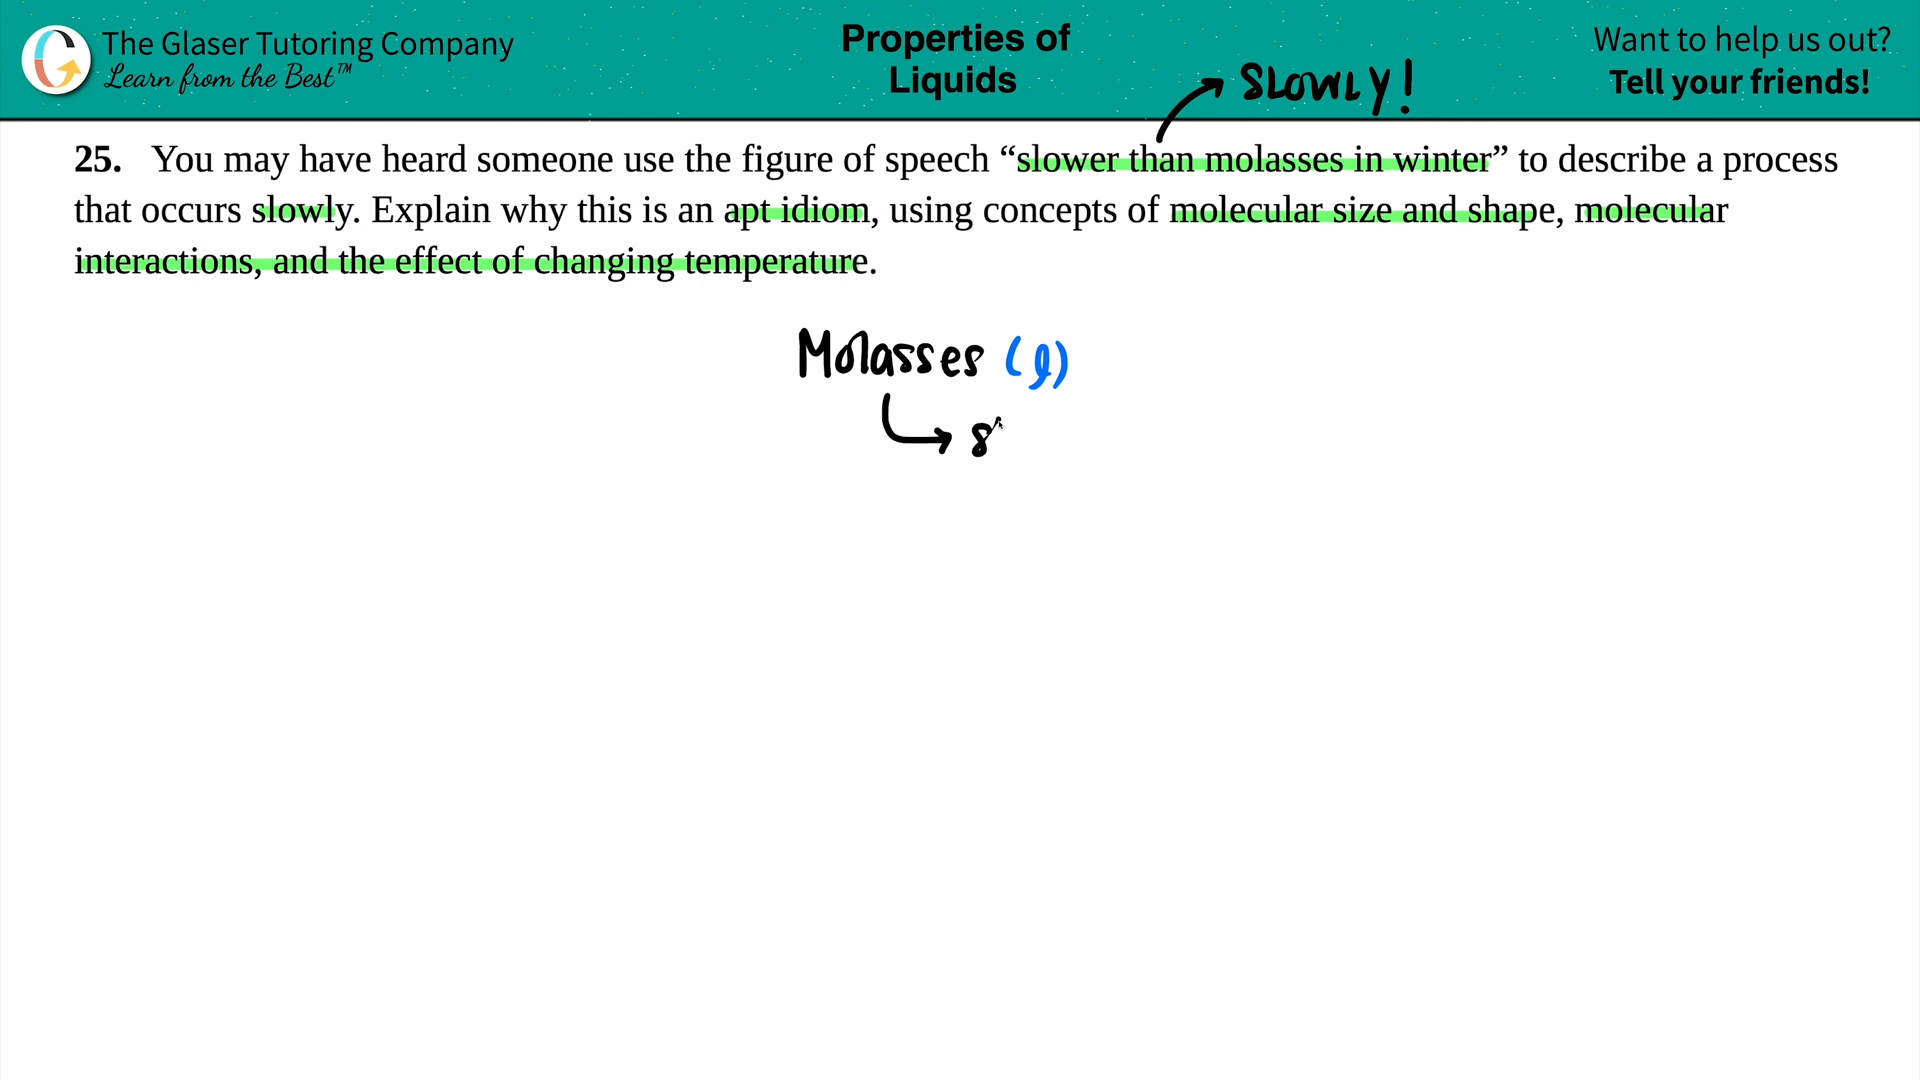 The Glaser Tutoring Company
Learn from the Best™
Properties of
Liquids
Want to help us out?
Tell your friends!
SLOWLY!
25. You may have heard someone use the figure of speech “slower than molasses in winter” to describe a process
that occurs slowly. Explain why this is an apt idiom, using concepts of molecular size and shape, molecular
interactions, and the effect of changing temperature.
Molasses (l)